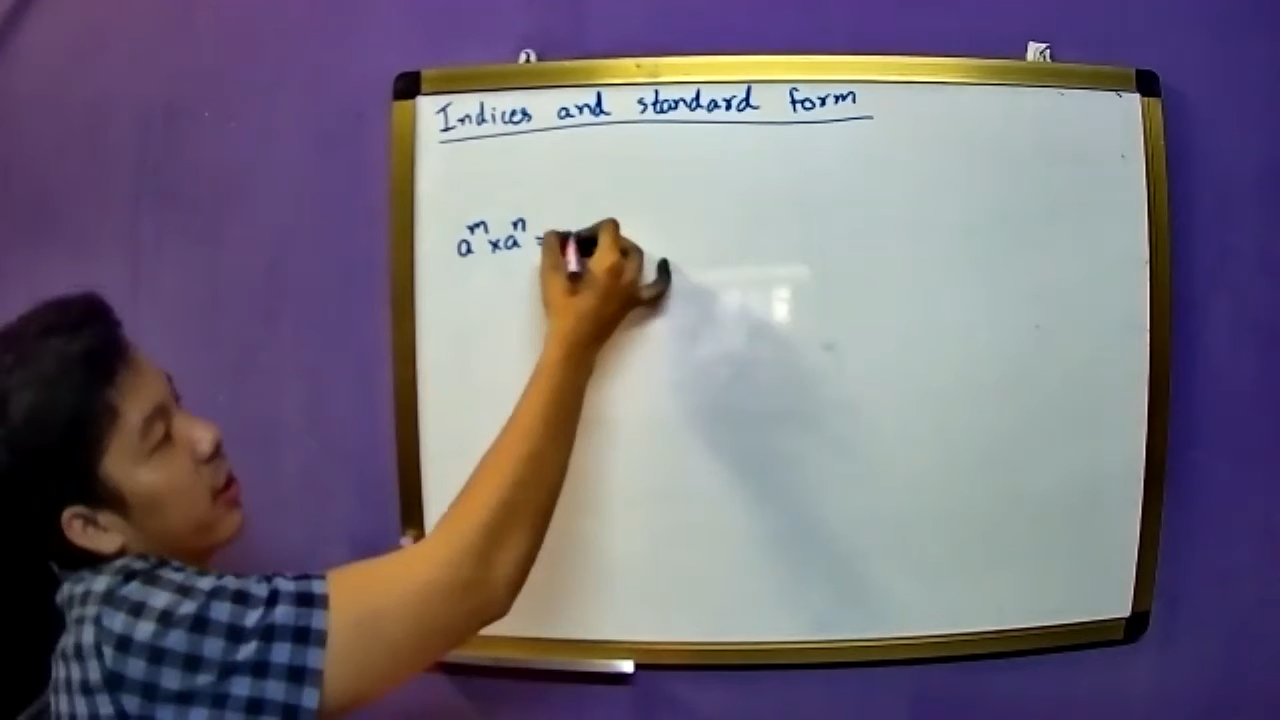 Indices and standard form
aᵐ×aⁿ =